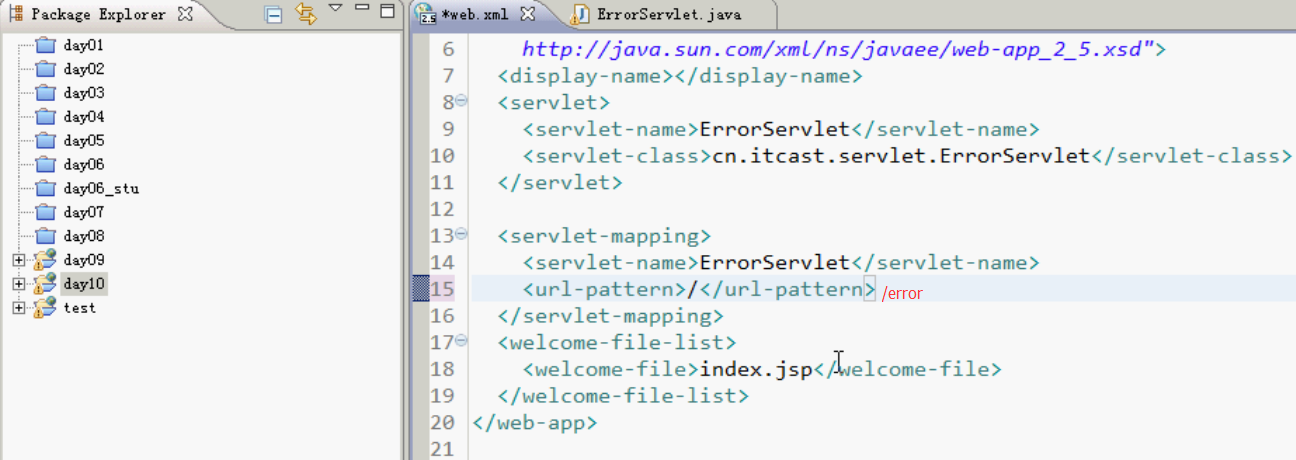 Package Explorer
day01
day02
day03
day04
day05
day06
day06_stu
day07
day08
day09
day10
test
*web.xml
ErrorServlet.java
6 http://java.sun.com/xml/ns/javaee/web-app_2_5.xsd">
7 <display-name></display-name>
8 <servlet>
9 <servlet-name>ErrorServlet</servlet-name>
10 <servlet-class>cn.itcast.servlet.ErrorServlet</servlet-class>
11 </servlet>
12
13 <servlet-mapping>
14 <servlet-name>ErrorServlet</servlet-name>
15 <url-pattern>/</url-pattern> /error
16 </servlet-mapping>
17 <welcome-file-list>
18 <welcome-file>index.jsp</welcome-file>
19 </welcome-file-list>
20 </web-app>
21